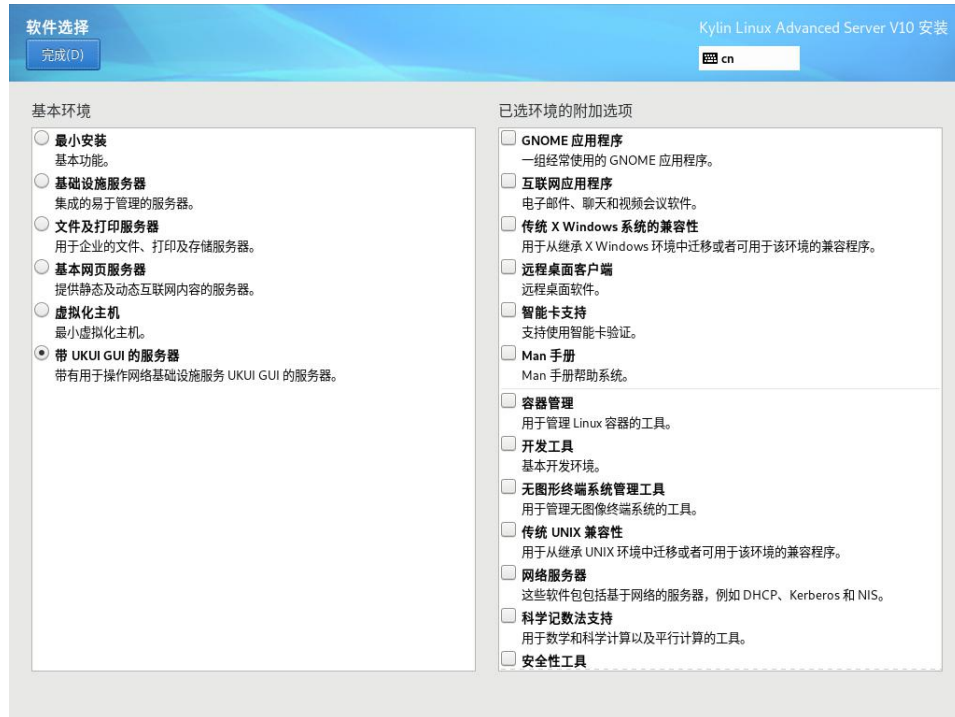 软件选择
完成(D)
Kylin Linux Advanced Server V10 安装
cn
基本环境
最小安装
基本功能。
基础设施服务器
集成的易于管理的服务器。
文件及打印服务器
用于企业的文件、打印及存储服务器。
基本网页服务器
提供静态及动态互联网内容的服务器。
虚拟化主机
最小虚拟化主机。
带 UKUI GUI 的服务器
带有用于操作网络基础设施服务 UKUI GUI 的服务器。
已选环境的附加选项
GNOME 应用程序
一组经常使用的 GNOME 应用程序。
互联网应用程序
电子邮件、聊天和视频会议软件。
传统 X Windows 系统的兼容性
用于从继承 X Windows 环境中迁移或者可用于该环境的兼容程序。
远程桌面客户端
远程桌面软件。
智能卡支持
支持使用智能卡验证。
Man 手册
Man 手册帮助系统。
容器管理
用于管理 Linux 容器的工具。
开发工具
基本开发环境。
无图形终端系统管理工具
用于管理无图像终端系统的工具。
传统 UNIX 兼容性
用于从继承 UNIX 环境中迁移或者可用于该环境的兼容程序。
网络服务器
这些软件包包括基于网络的服务器，例如 DHCP、Kerberos 和 NIS。
科学记数法支持
用于数学和科学计算以及平行计算的工具。
安全性工具